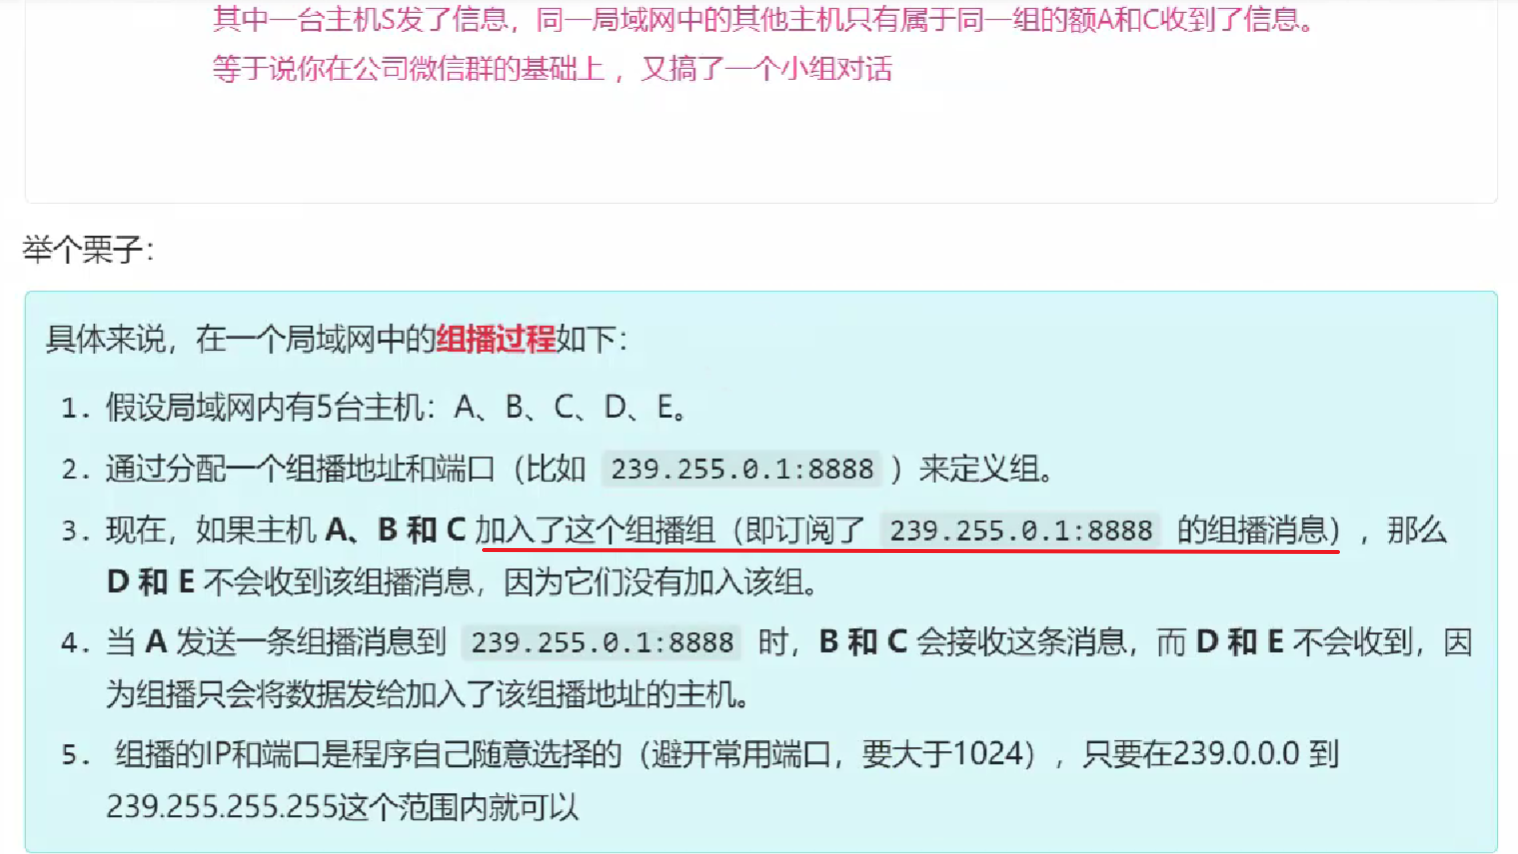 其中一台主机S发了信息，同一局域网中的其他主机只有属于同一组的额A和C收到了信息。
等于说你在公司微信群的基础上 ，又搞了一个小组对话
举个栗子：
具体来说，在一个局域网中的组播过程如下：
1. 假设局域网内有5台主机：A、B、C、D、E。
2. 通过分配一个组播地址和端口（比如 239.255.0.1:8888 ）来定义组。
3. 现在，如果主机 A、B 和 C 加入了这个组播组（即订阅了 239.255.0.1:8888 的组播消息），那么
D 和 E 不会收到该组播消息，因为它们没有加入该组。
4. 当 A 发送一条组播消息到 239.255.0.1:8888 时，B 和 C 会接收这条消息，而 D 和 E 不会收到，因
为组播只会将数据发给加入了该组播地址的主机。
5. 组播的IP和端口是程序自己随意选择的（避开常用端口，要大于1024），只要在239.0.0.0 到
239.255.255.255这个范围内就可以